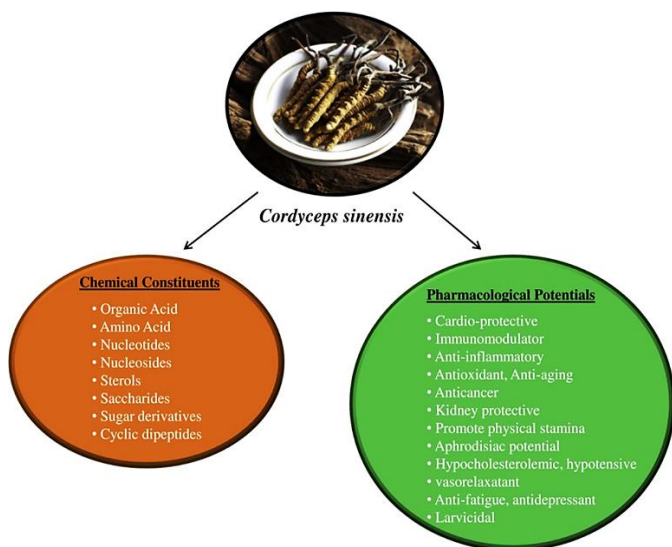 Cordyceps sinensis
Chemical Constituents
• Organic Acid
• Amino Acid
• Nucleotides
• Nucleosides
• Sterols
• Saccharides
• Sugar derivatives
• Cyclic dipeptides
Pharmacological Potentials
• Cardio-protective
• Immunomodulator
• Anti-inflammatory
• Antioxidant, Anti-aging
• Anticancer
• Kidney protective
• Promote physical stamina
• Aphrodisiac potential
• Hypocholesterolemic, hypotensive
• vasorelaxatant
• Anti-fatigue, antidepressant
• Larvicidal